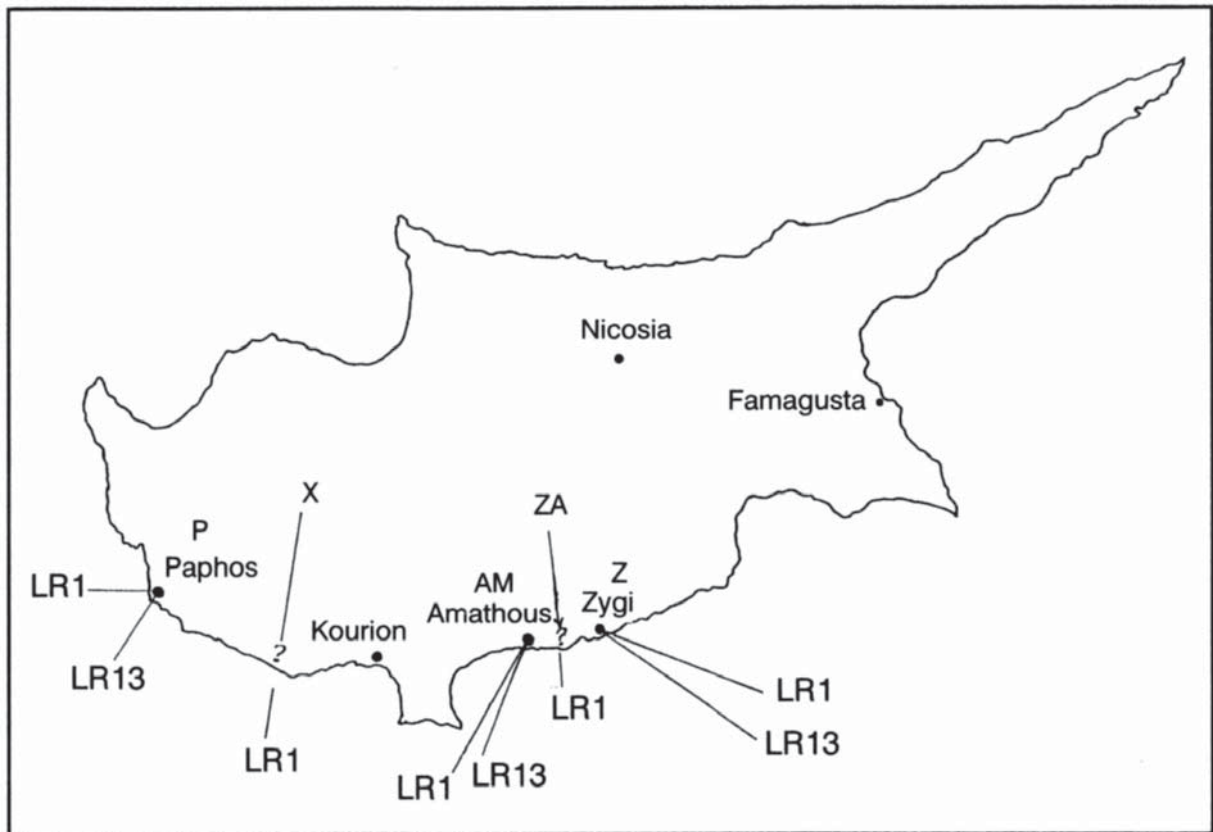 Nicosia
Famagusta
X
ZA
P
Paphos
LR1
LR13
?
Kourion
LR1
AM
Amathous
?
Z
Zygi
LR1
LR1
LR13
LR1
LR13